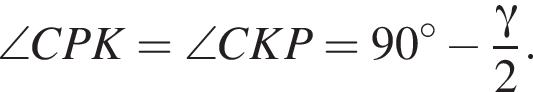 ∠CPK = ∠CKP = 90° − γ/2.